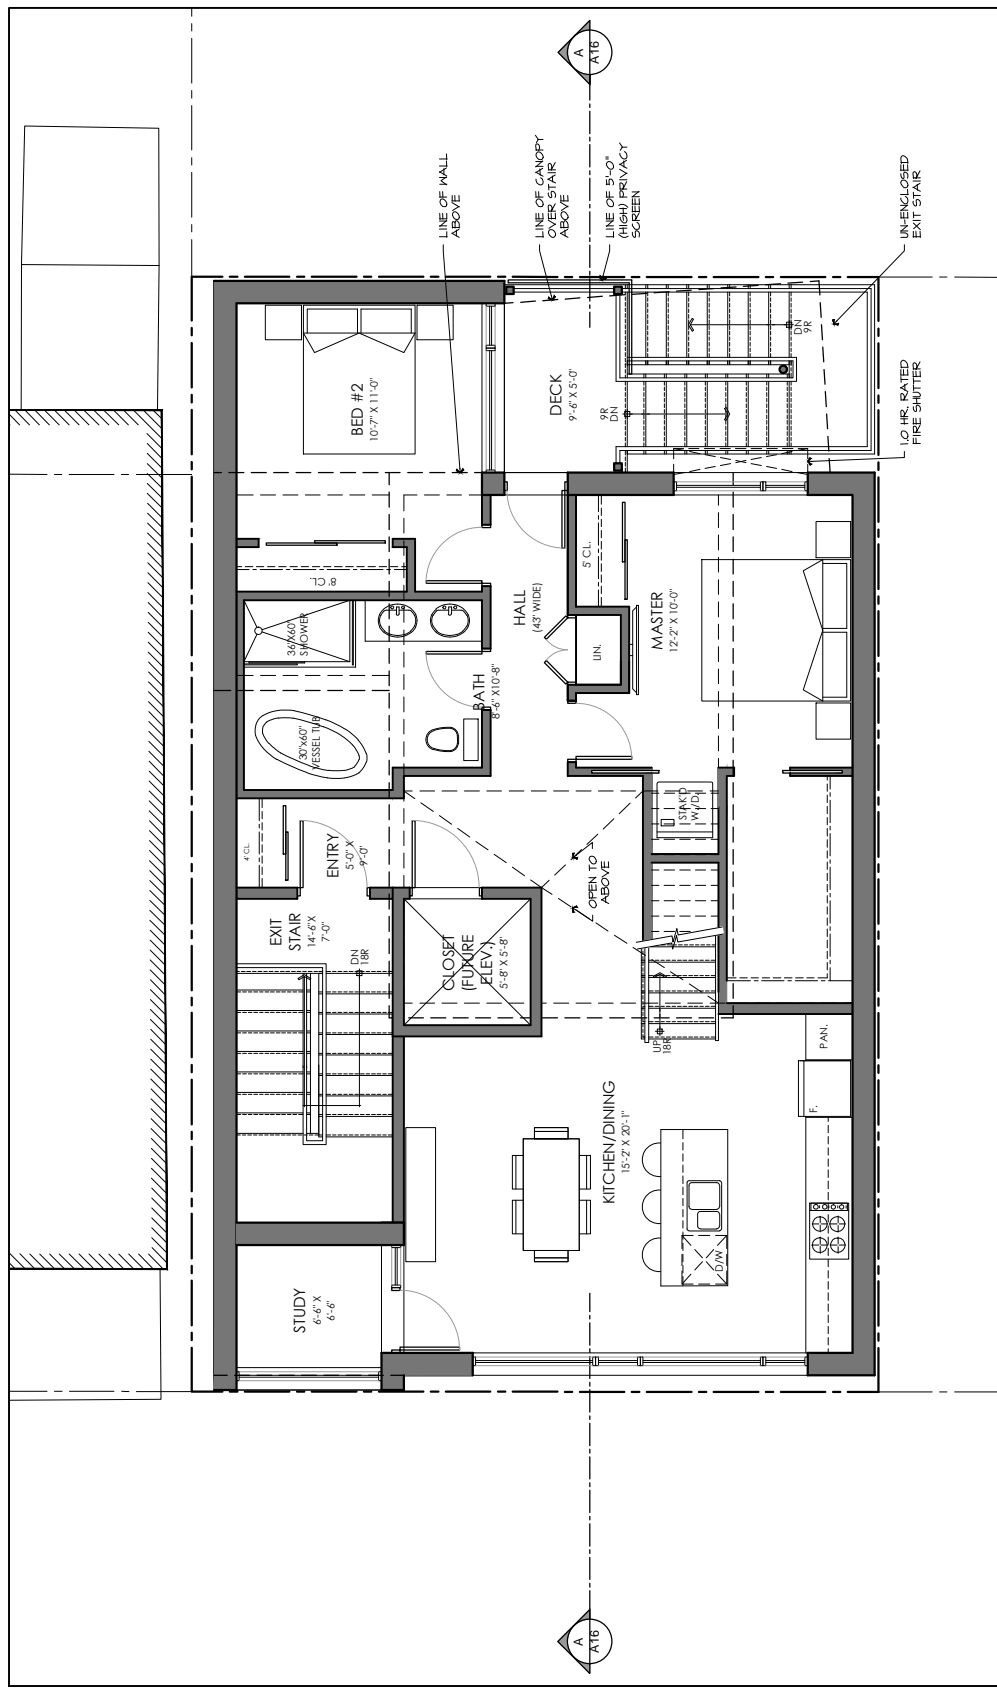 A
A16
LINE OF WALL
ABOVE
LINE OF CANOPY
OVER STAIR
ABOVE
LINE OF 5'-0"
(HIGH) PRIVACY
SCREEN
UN-ENCLOSED
EXIT STAIR
1.0 HR. RATED
FIRE SHUTTER
BED #2
10'-7" X 11'-0"
DECK
9'-6" X 5'-0"
DN
9R
9R
DN
8' CL.
5' CL.
36"X60"
SHOWER
HALL
(43" WIDE)
LIN.
MASTER
12'-2" X 10'-0"
BATH
8'-6" X10'-8"
30"X60"
VESSEL TUB
STAK'D
W./D.
4' CL.
ENTRY
5'-0" X
9'-0"
OPEN TO
ABOVE
EXIT
STAIR
14'-6"X
7'-0"
DN
18R
CLOSET
(FUTURE
ELEV.)
5'-8" X 5'-8"
UP
18R
PAN.
F.
KITCHEN/DINING
15'-2" X 20'-1"
D/W
STUDY
6'-6" X
6'-6"
A
A16